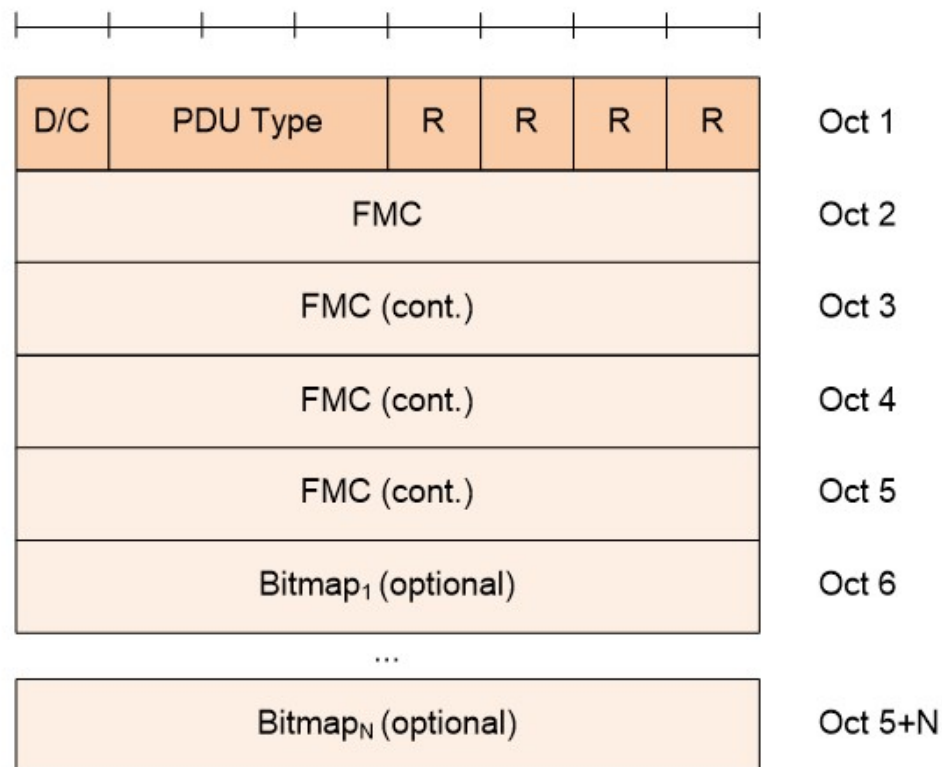 D/C PDU Type R R R R Oct 1
FMC Oct 2
FMC (cont.) Oct 3
FMC (cont.) Oct 4
FMC (cont.) Oct 5
Bitmap₁ (optional) Oct 6
...
Bitmap_N (optional) Oct 5+N